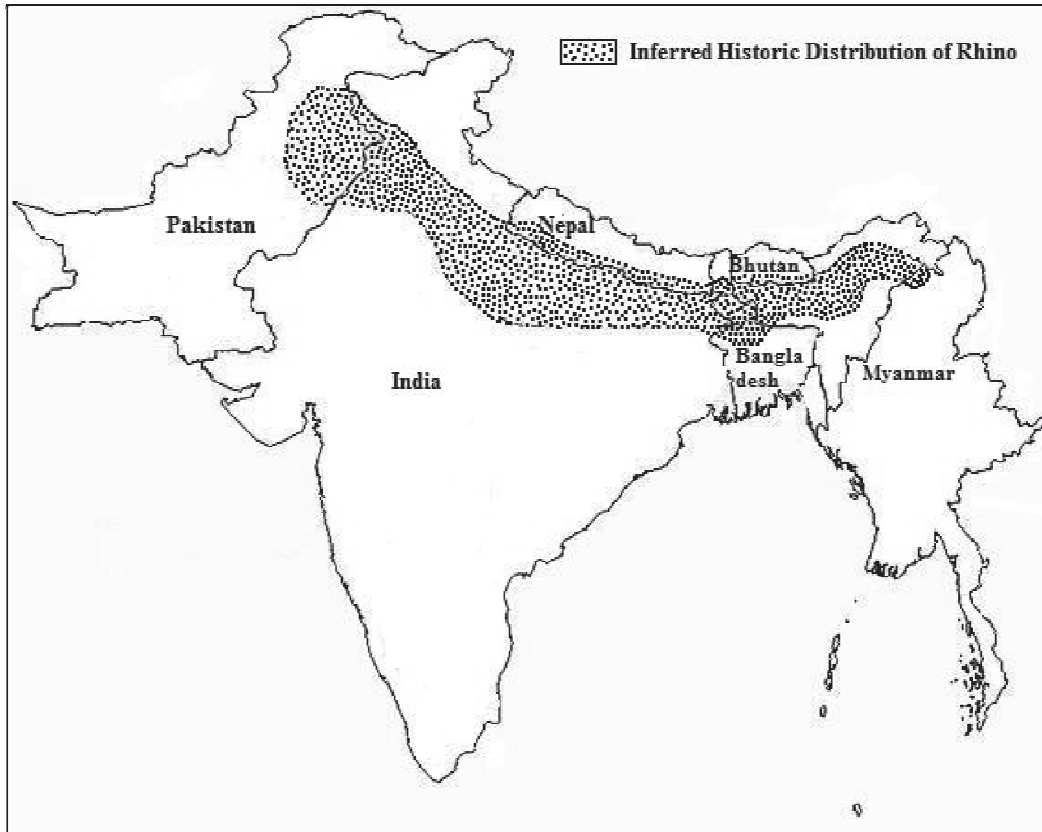 Inferred Historic Distribution of Rhino
Pakistan
Nepal
Bhutan
India
Bangla
desh
Myanmar